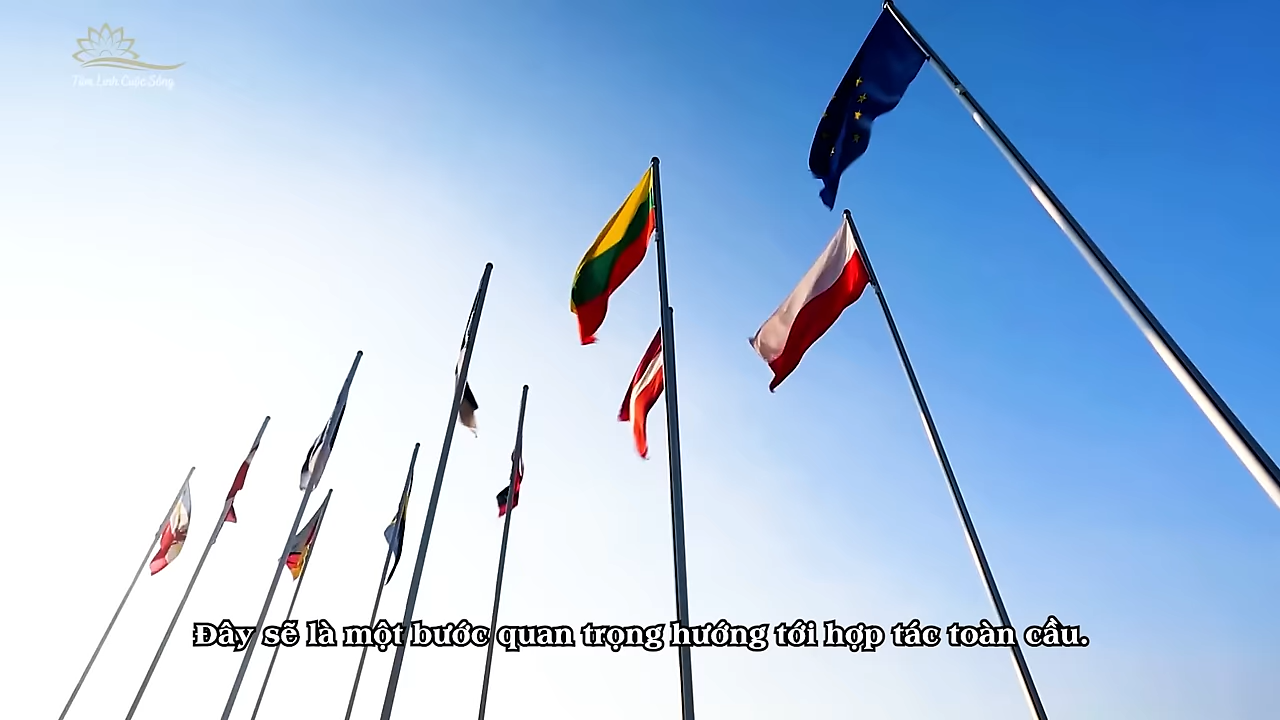 Tâm Linh Cuộc Sống
Đây sẽ là một bước quan trọng hướng tới hợp tác toàn cầu.